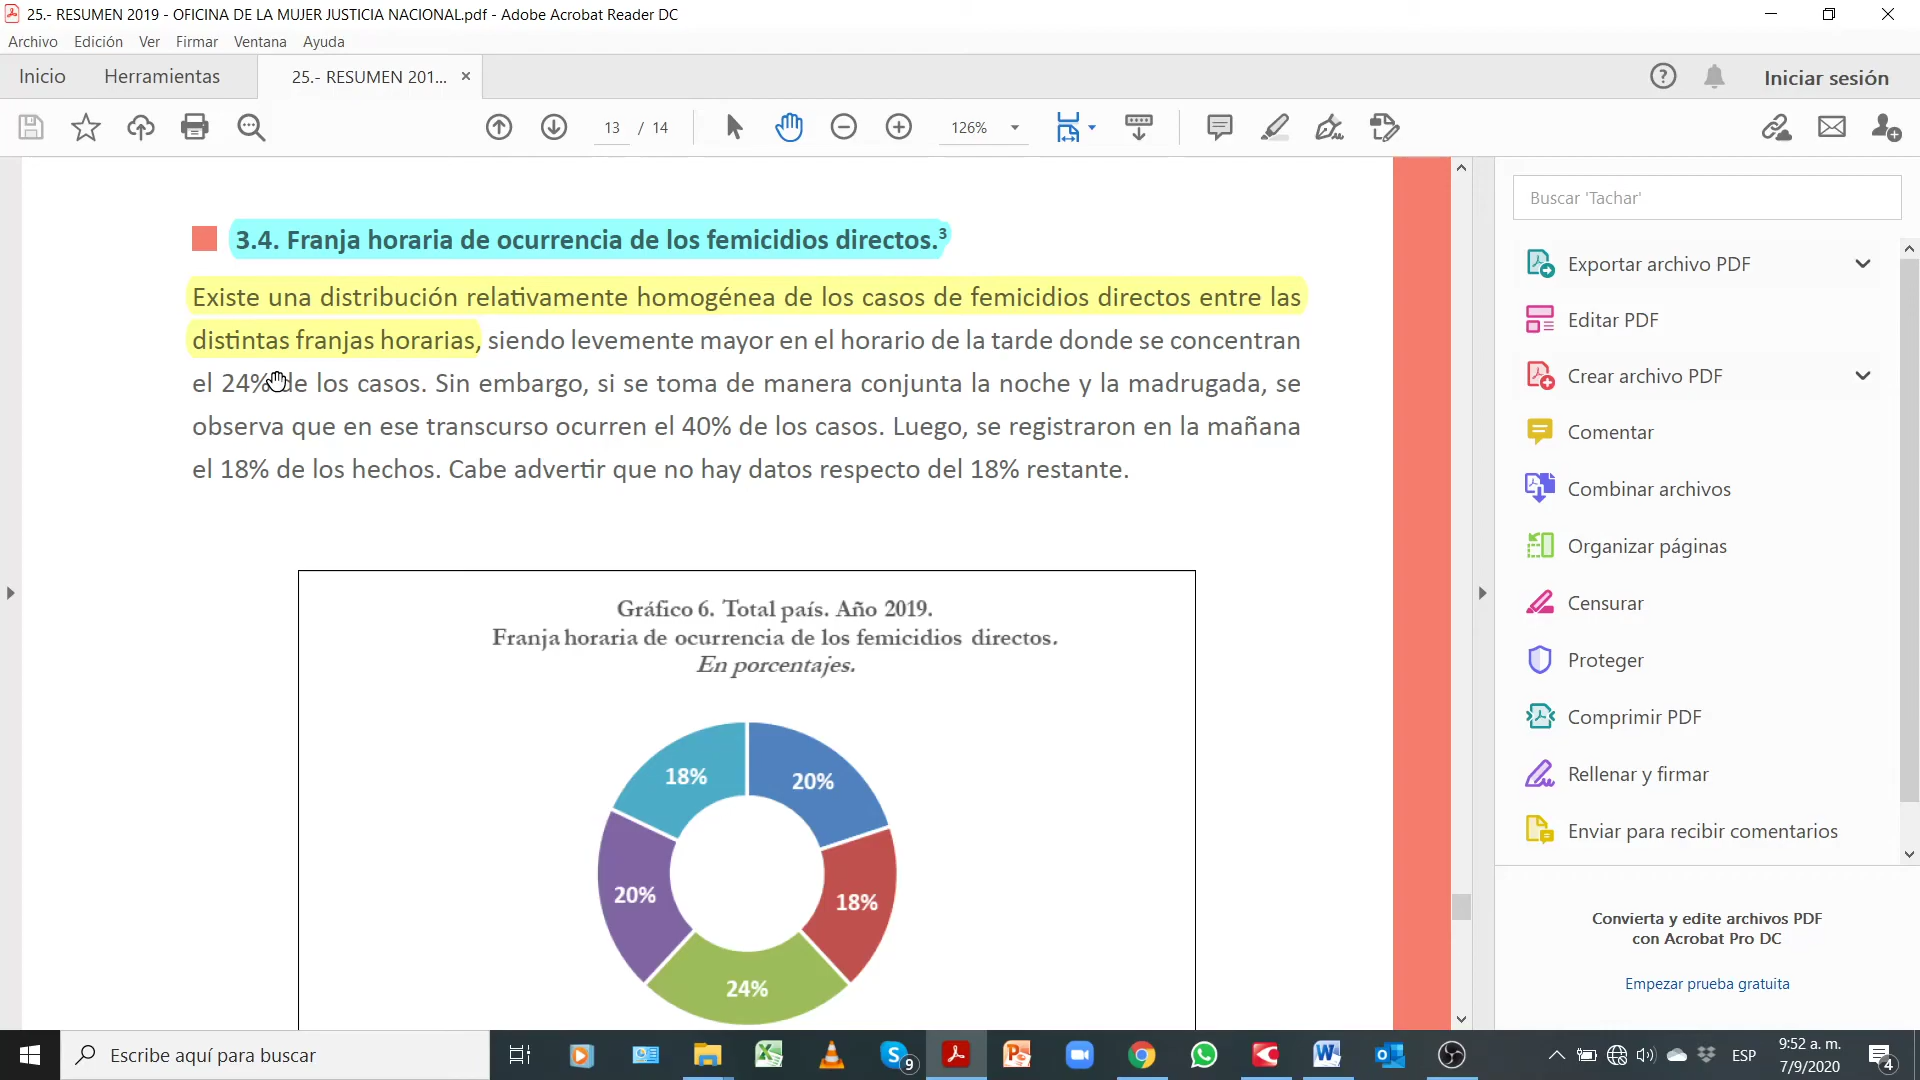 25.- RESUMEN 2019 - OFICINA DE LA MUJER JUSTICIA NACIONAL.pdf - Adobe Acrobat Reader DC
Archivo Edición Ver Firmar Ventana Ayuda
Inicio Herramientas 25.- RESUMEN 201... Iniciar sesión
13 / 14 126%
Buscar 'Tachar'
3.4. Franja horaria de ocurrencia de los femicidios directos.3
Existe una distribución relativamente homogénea de los casos de femicidios directos entre las
distintas franjas horarias, siendo levemente mayor en el horario de la tarde donde se concentran
el 24% de los casos. Sin embargo, si se toma de manera conjunta la noche y la madrugada, se
observa que en ese transcurso ocurren el 40% de los casos. Luego, se registraron en la mañana
el 18% de los hechos. Cabe advertir que no hay datos respecto del 18% restante.
Gráfico 6. Total país. Año 2019.
Franja horaria de ocurrencia de los femicidios directos.
En porcentajes.
18%
20%
20%
18%
24%
Exportar archivo PDF
Editar PDF
Crear archivo PDF
Comentar
Combinar archivos
Organizar páginas
Censurar
Proteger
Comprimir PDF
Rellenar y firmar
Enviar para recibir comentarios
Convierta y edite archivos PDF
con Acrobat Pro DC
Empezar prueba gratuita
Escribe aquí para buscar
9
ESP
9:52 a. m.
7/9/2020
4